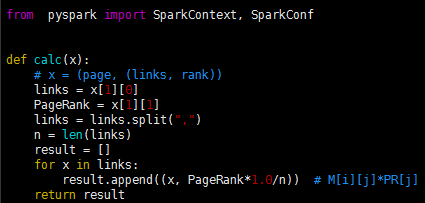 from  pyspark import SparkContext, SparkConf
def calc(x):
    # x = (page, (links, rank))
    links = x[1][0]
    PageRank = x[1][1]
    links = links.split(",")
    n = len(links)
    result = []
    for x in links:
        result.append((x, PageRank*1.0/n))  # M[i][j]*PR[j]
    return result